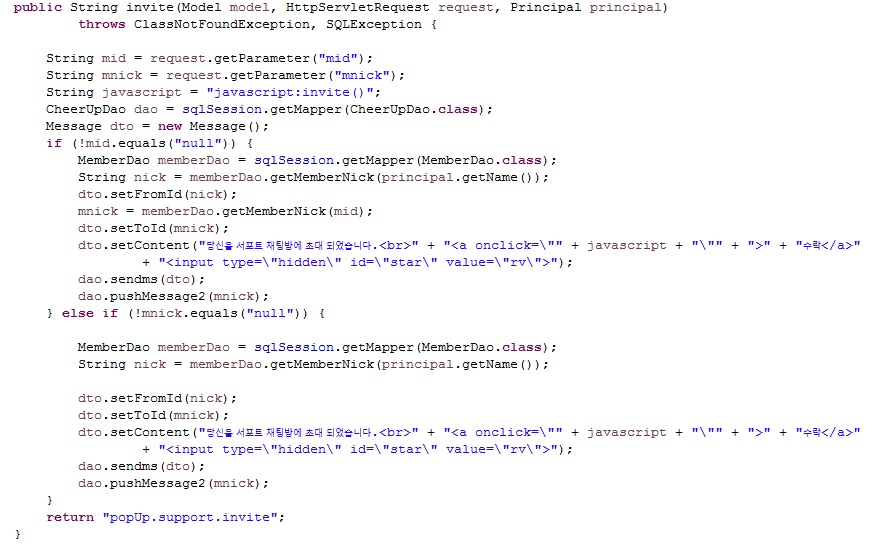 public String invite(Model model, HttpServletRequest request, Principal principal)
throws ClassNotFoundException, SQLException {
String mid = request.getParameter("mid");
String mnick = request.getParameter("mnick");
String javascript = "javascript:invite()";
CheerUpDao dao = sqlSession.getMapper(CheerUpDao.class);
Message dto = new Message();
if (!mid.equals("null")) {
MemberDao memberDao = sqlSession.getMapper(MemberDao.class);
String nick = memberDao.getMemberNick(principal.getName());
dto.setFromId(nick);
mnick = memberDao.getMemberNick(mid);
dto.setToId(mnick);
dto.setContent("당신을 서포트 채팅방에 초대 되었습니다.<br>" + "<a onclick=\"" + javascript + "\"" + ">" + "수락</a>"
+ "<input type=\"hidden\" id=\"star\" value=\"rv\">");
dao.sendms(dto);
dao.pushMessage2(mnick);
} else if (!mnick.equals("null")) {
MemberDao memberDao = sqlSession.getMapper(MemberDao.class);
String nick = memberDao.getMemberNick(principal.getName());
dto.setFromId(nick);
dto.setToId(mnick);
dto.setContent("당신을 서포트 채팅방에 초대 되었습니다.<br>" + "<a onclick=\"" + javascript + "\"" + ">" + "수락</a>"
+ "<input type=\"hidden\" id=\"star\" value=\"rv\">");
dao.sendms(dto);
dao.pushMessage2(mnick);
}
return "popUp.support.invite";
}